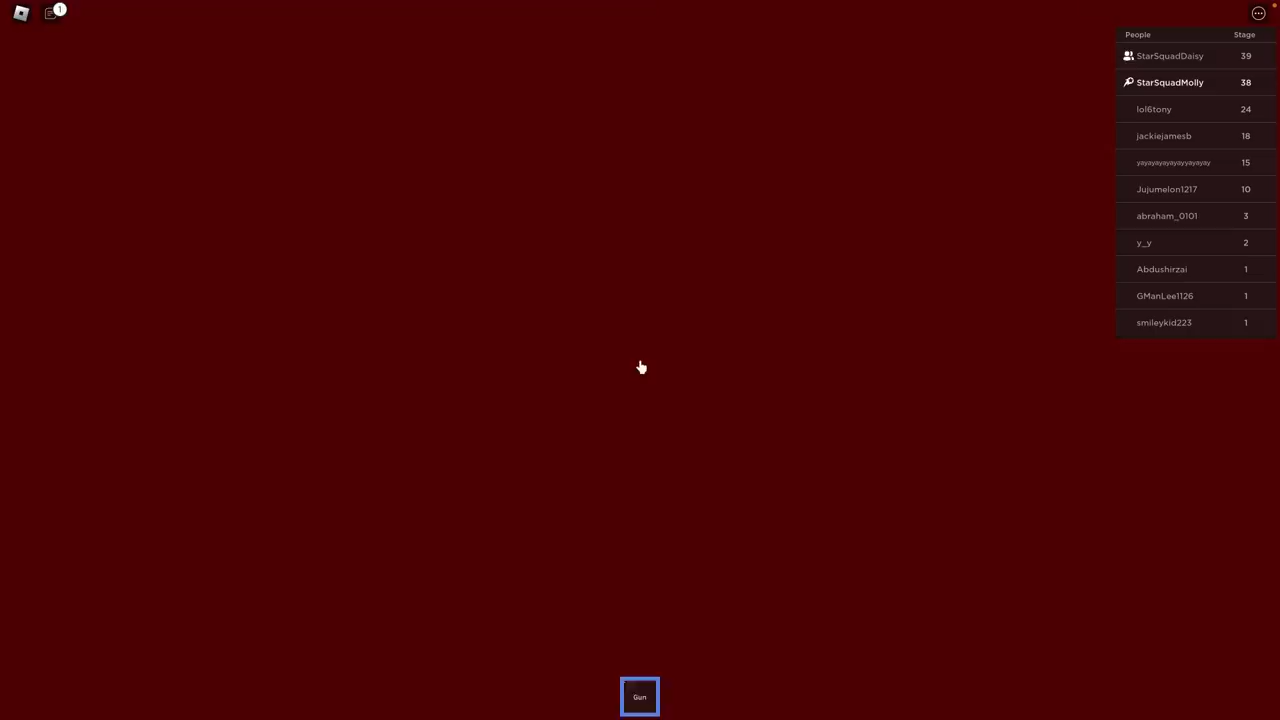 1
People Stage
StarSquadDaisy 39
StarSquadMolly 38
lol6tony 24
jackiejamesb 18
yayayayayayayyayayay 15
Jujumelon1217 10
abraham_0101 3
y_y 2
Abdushirzai 1
GManLee1126 1
smileykid223 1
Gun